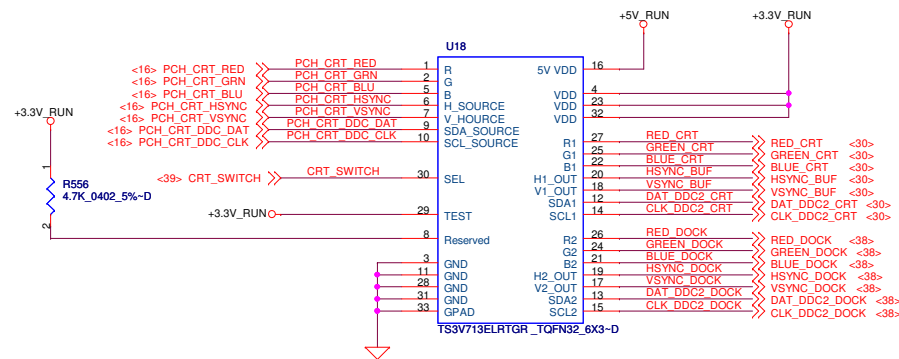 +5V_RUN
+3.3V_RUN
U18
<16> PCH_CRT_RED PCH_CRT_RED 1 R 5V VDD 16
<16> PCH_CRT_GRN PCH_CRT_GRN 2 G
<16> PCH_CRT_BLU PCH_CRT_BLU 5 B VDD 4
<16> PCH_CRT_HSYNC PCH_CRT_HSYNC 6 H_SOURCE VDD 23
<16> PCH_CRT_VSYNC PCH_CRT_VSYNC 7 V_HOURCE VDD 32
<16> PCH_CRT_DDC_DAT PCH_CRT_DDC_DAT 9 SDA_SOURCE
<16> PCH_CRT_DDC_CLK PCH_CRT_DDC_CLK 10 SCL_SOURCE
+3.3V_RUN
R1 27 RED_CRT RED_CRT <30>
G1 25 GREEN_CRT GREEN_CRT <30>
B1 22 BLUE_CRT BLUE_CRT <30>
<39> CRT_SWITCH CRT_SWITCH 30 SEL H1_OUT 20 HSYNC_BUF HSYNC_BUF <30>
V1_OUT 18 VSYNC_BUF VSYNC_BUF <30>
SDA1 12 DAT_DDC2_CRT DAT_DDC2_CRT <30>
SCL1 14 CLK_DDC2_CRT CLK_DDC2_CRT <30>
1
R556
4.7K_0402_5%~D
2
+3.3V_RUN 29 TEST
8 Reserved R2 26 RED_DOCK RED_DOCK <38>
G2 24 GREEN_DOCK GREEN_DOCK <38>
3 GND B2 21 BLUE_DOCK BLUE_DOCK <38>
11 GND H2_OUT 19 HSYNC_DOCK HSYNC_DOCK <38>
28 GND V2_OUT 17 VSYNC_DOCK VSYNC_DOCK <38>
31 GND SDA2 13 DAT_DDC2_DOCK DAT_DDC2_DOCK <38>
33 GPAD SCL2 15 CLK_DDC2_DOCK CLK_DDC2_DOCK <38>
TS3V713ELRTGR _TQFN32_6X3~D